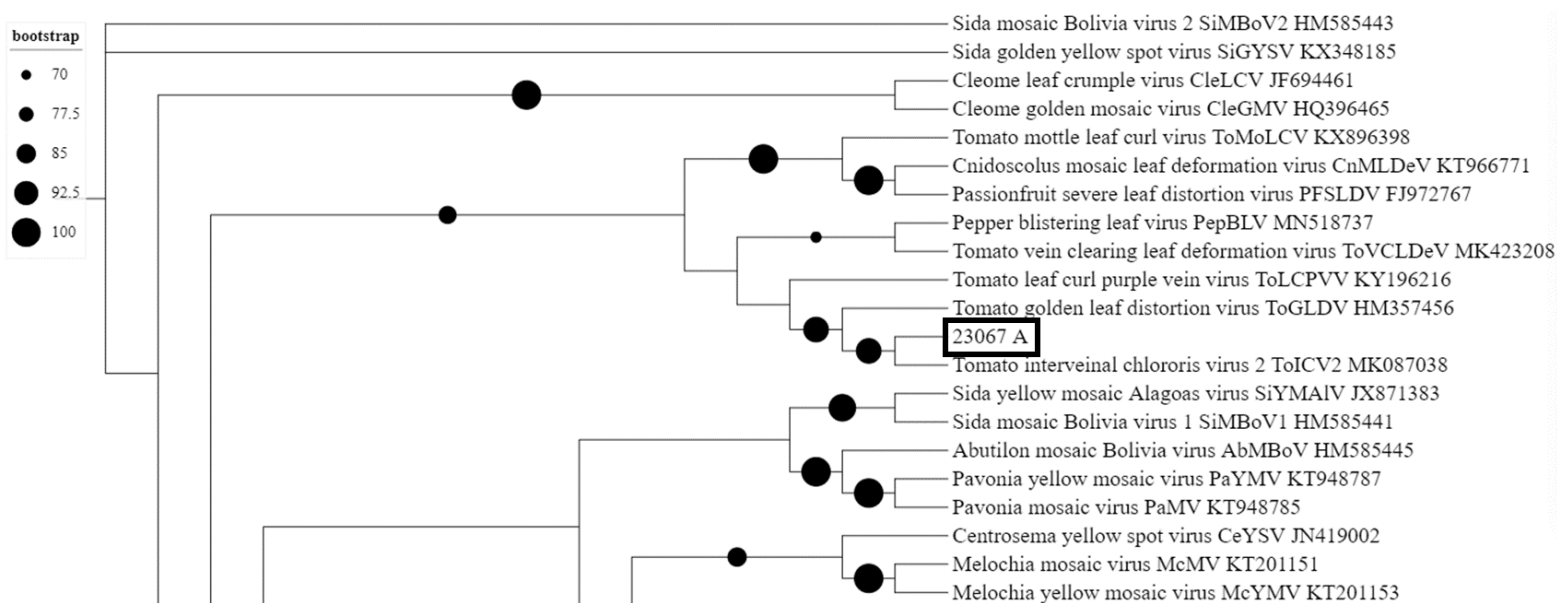 bootstrap
70
77.5
85
92.5
100
Sida mosaic Bolivia virus 2 SiMBoV2 HM585443
Sida golden yellow spot virus SiGYSV KX348185
Cleome leaf crumple virus CleLCV JF694461
Cleome golden mosaic virus CleGMV HQ396465
Tomato mottle leaf curl virus ToMoLCV KX896398
Cnidoscolus mosaic leaf deformation virus CnMLDeV KT966771
Passionfruit severe leaf distortion virus PFSLDV FJ972767
Pepper blistering leaf virus PepBLV MN518737
Tomato vein clearing leaf deformation virus ToVCLDeV MK423208
Tomato leaf curl purple vein virus ToLCPVV KY196216
Tomato golden leaf distortion virus ToGLDV HM357456
23067 A
Tomato interveinal chlororis virus 2 ToICV2 MK087038
Sida yellow mosaic Alagoas virus SiYMAlV JX871383
Sida mosaic Bolivia virus 1 SiMBoV1 HM585441
Abutilon mosaic Bolivia virus AbMBoV HM585445
Pavonia yellow mosaic virus PaYMV KT948787
Pavonia mosaic virus PaMV KT948785
Centrosema yellow spot virus CeYSV JN419002
Melochia mosaic virus McMV KT201151
Melochia yellow mosaic virus McYMV KT201153